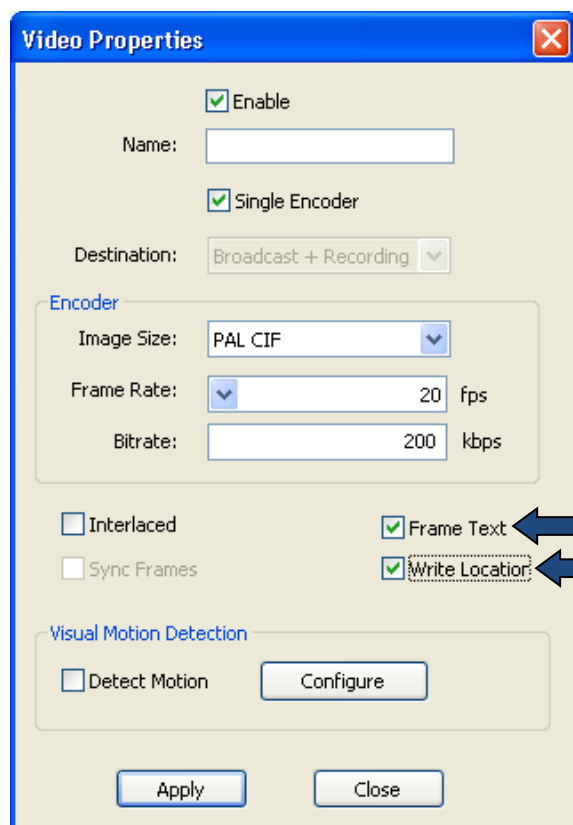 Video Properties
Enable
Name:
Single Encoder
Destination: Broadcast + Recording
Encoder
Image Size: PAL CIF
Frame Rate: 20 fps
Bitrate: 200 kbps
Interlaced Frame Text
Sync Frames Write Location
Visual Motion Detection
Detect Motion Configure
Apply Close